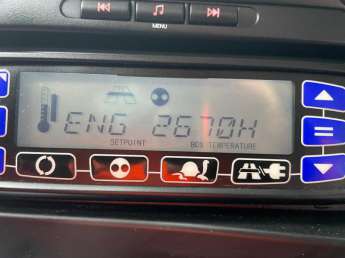 MENU
ENG 2670H
SETPOINT BOX TEMPERATURE